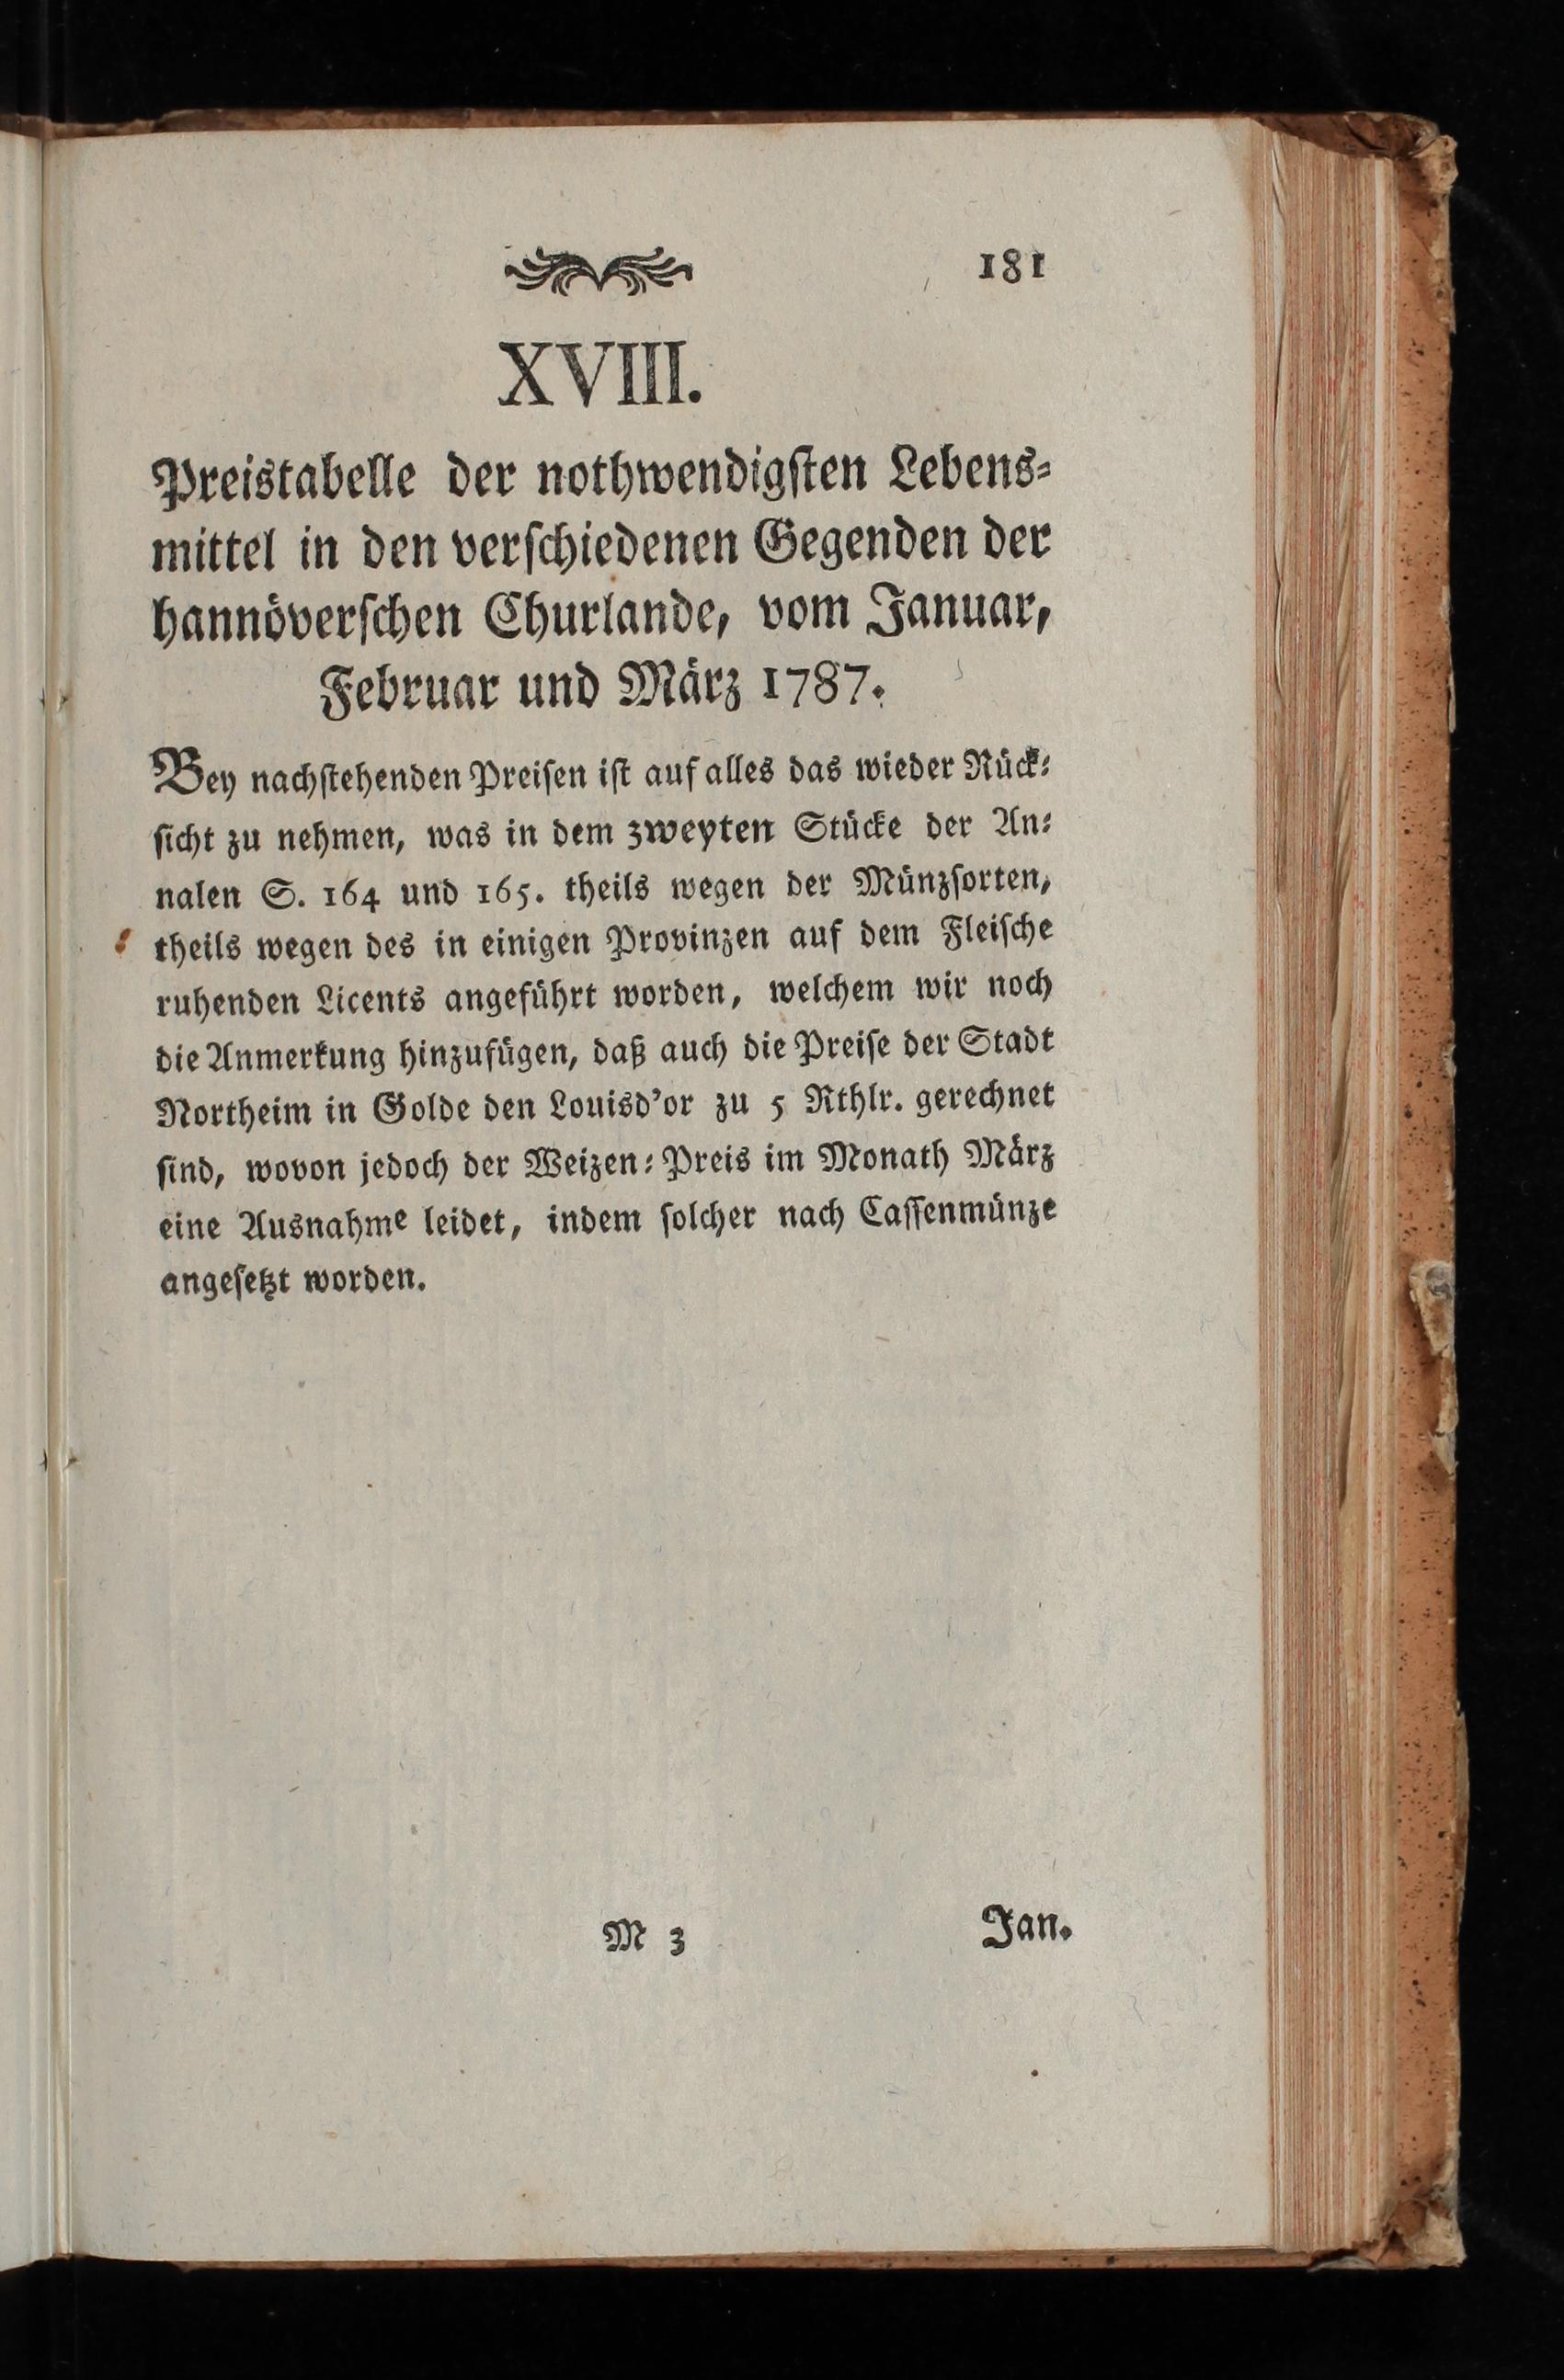 181
XVIII.
Preistabelle der nothwendigſten Lebens-
mittel in den verſchiedenen Gegenden der
hannöverſchen Churlande, vom Januar,
Februar und März 1787.
Bey nachſtehenden Preiſen iſt auf alles das wieder Rück-
ſicht zu nehmen, was in dem zweyten Stücke der An-
nalen S. 164 und 165. theils wegen der Münzſorten,
theils wegen des in einigen Provinzen auf dem Fleiſche
ruhenden Licents angeführt worden, welchem wir noch
die Anmerkung hinzufügen, daß auch die Preiſe der Stadt
Northeim in Golde den Louisd'or zu 5 Rthlr. gerechnet
ſind, wovon jedoch der Weizen-Preis im Monath März
eine Ausnahme leidet, indem ſolcher nach Caſſenmünze
angeſetzt worden.
M 3
Jan.